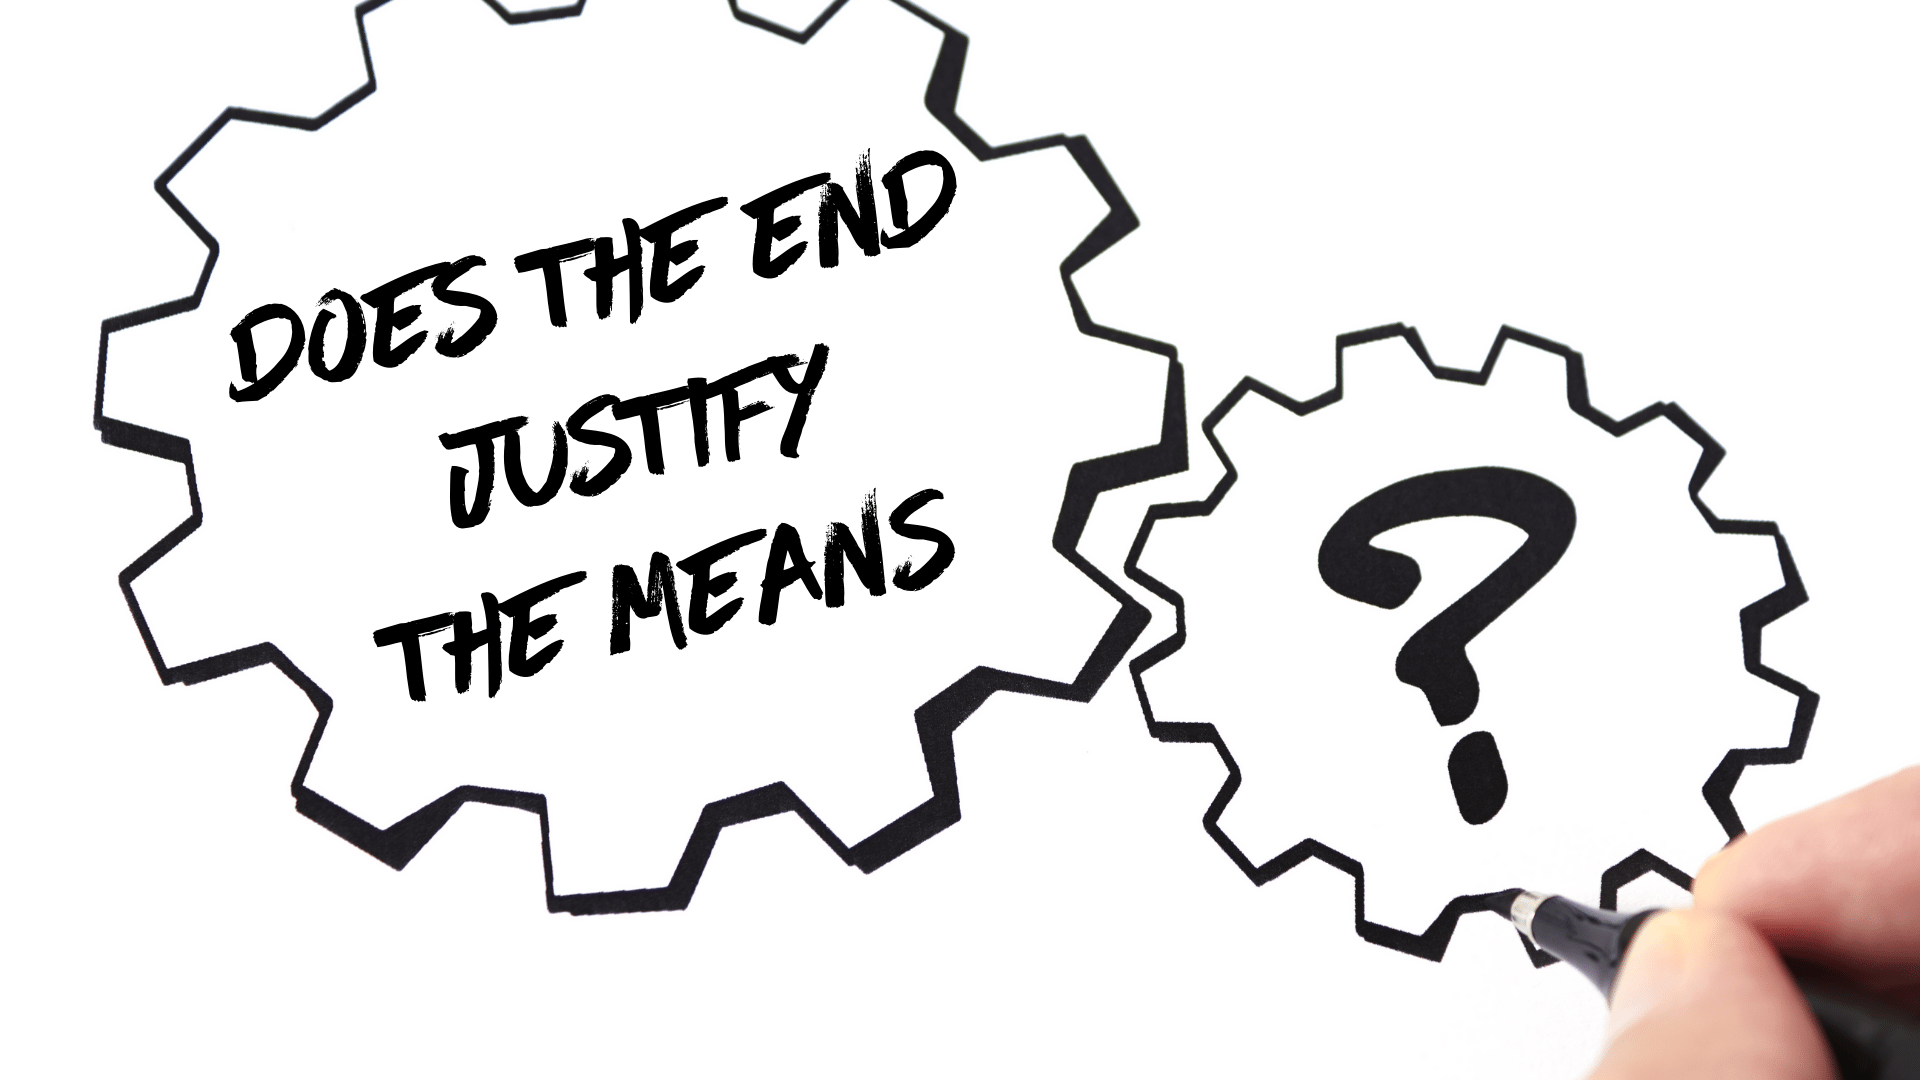 DOES THE END
JUSTIFY
THE MEANS
?